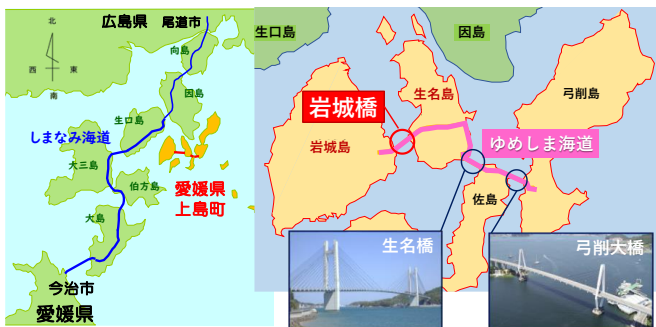 広島県
尾道市
北
西
東
南
向島
因島
生口島
しまなみ海道
大三島
伯方島
愛媛県
上島町
大島
今治市
愛媛県
生口島
因島
生名島
弓削島
岩城橋
岩城島
ゆめしま海道
佐島
生名橋
弓削大橋